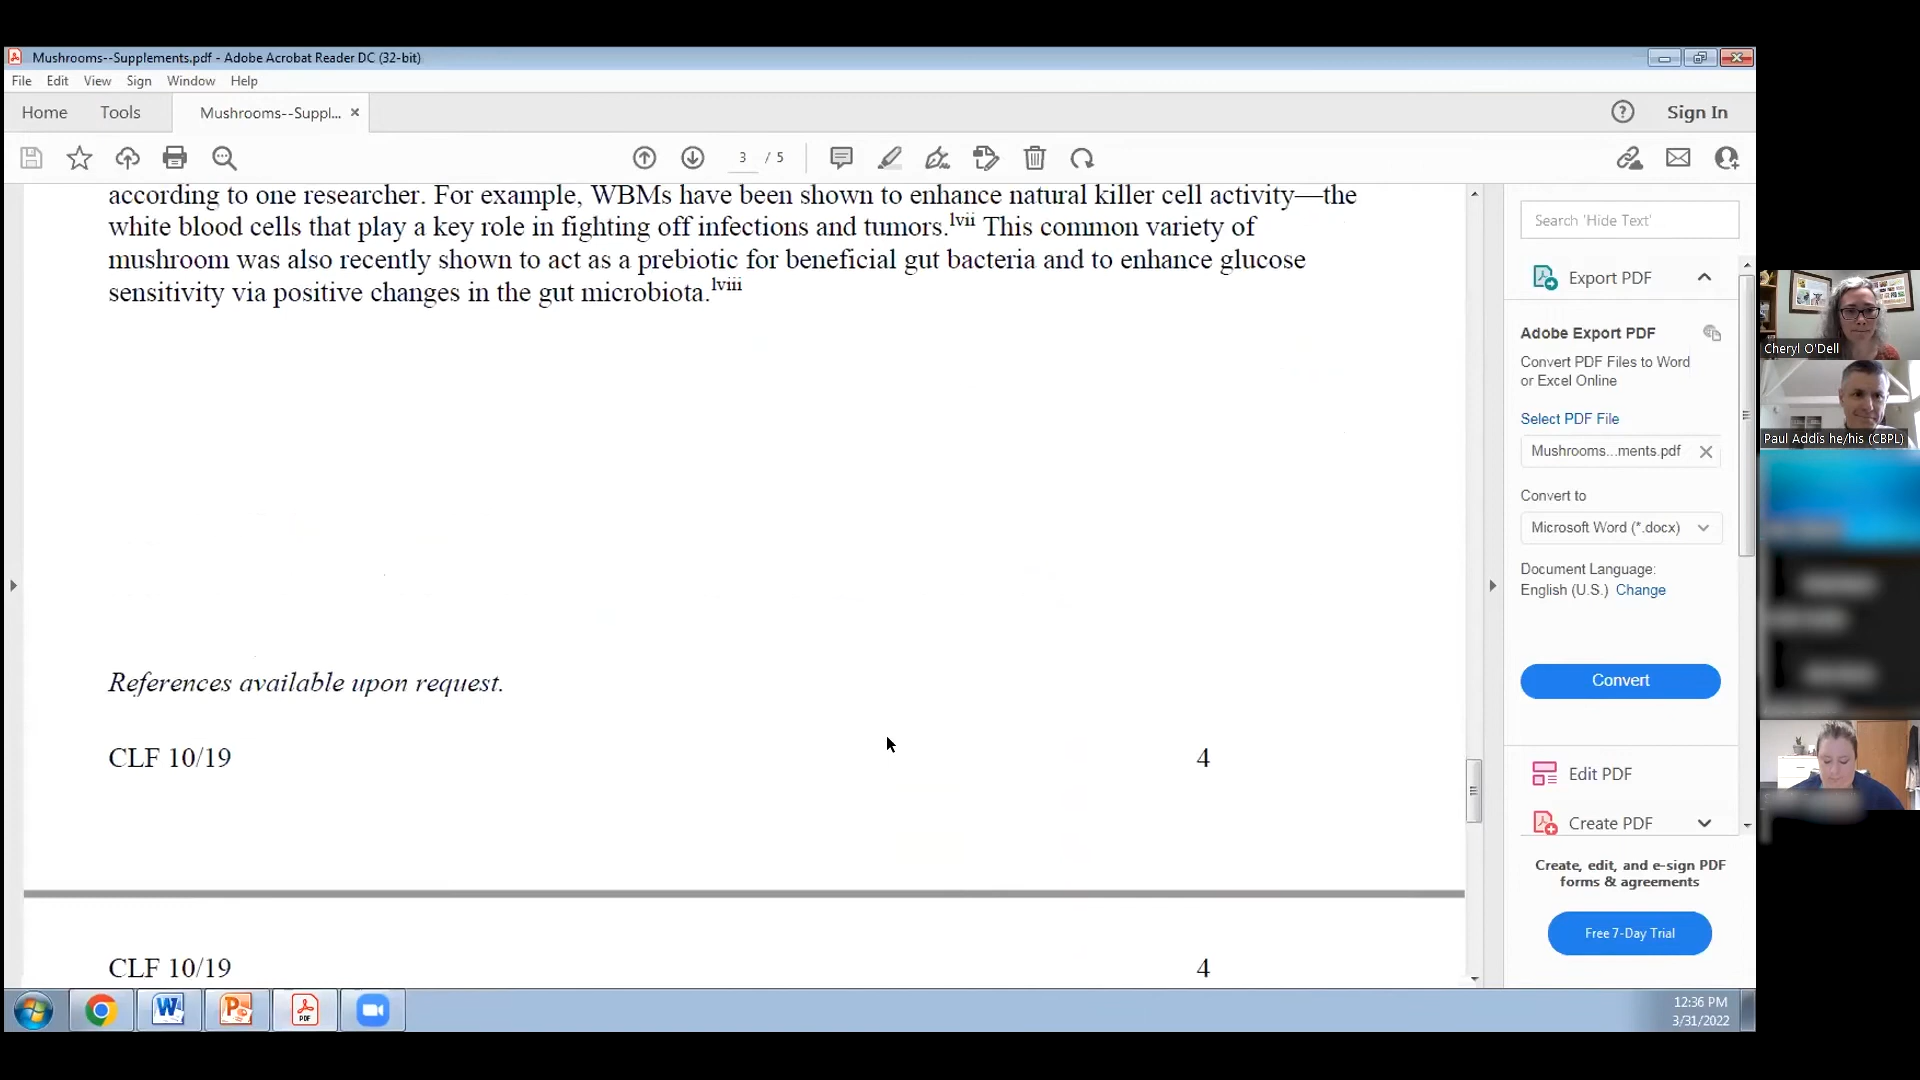 Mushrooms--Supplements.pdf - Adobe Acrobat Reader DC (32-bit)
File Edit View Sign Window Help
Home Tools Mushrooms--Suppl... × Sign In
3 / 5
according to one researcher. For example, WBMs have been shown to enhance natural killer cell activity—the
white blood cells that play a key role in fighting off infections and tumors.lvii This common variety of
mushroom was also recently shown to act as a prebiotic for beneficial gut bacteria and to enhance glucose
sensitivity via positive changes in the gut microbiota.lviii
References available upon request.
CLF 10/19 4
CLF 10/19 4
Search 'Hide Text'
Export PDF
Adobe Export PDF
Convert PDF Files to Word
or Excel Online
Select PDF File
Mushrooms...ments.pdf
Convert to
Microsoft Word (*.docx)
Document Language:
English (U.S.) Change
Convert
Edit PDF
Create PDF
Create, edit, and e-sign PDF
forms & agreements
Free 7-Day Trial
Cheryl O'Dell
Paul Addis he/his (CBPL)
12:36 PM
3/31/2022